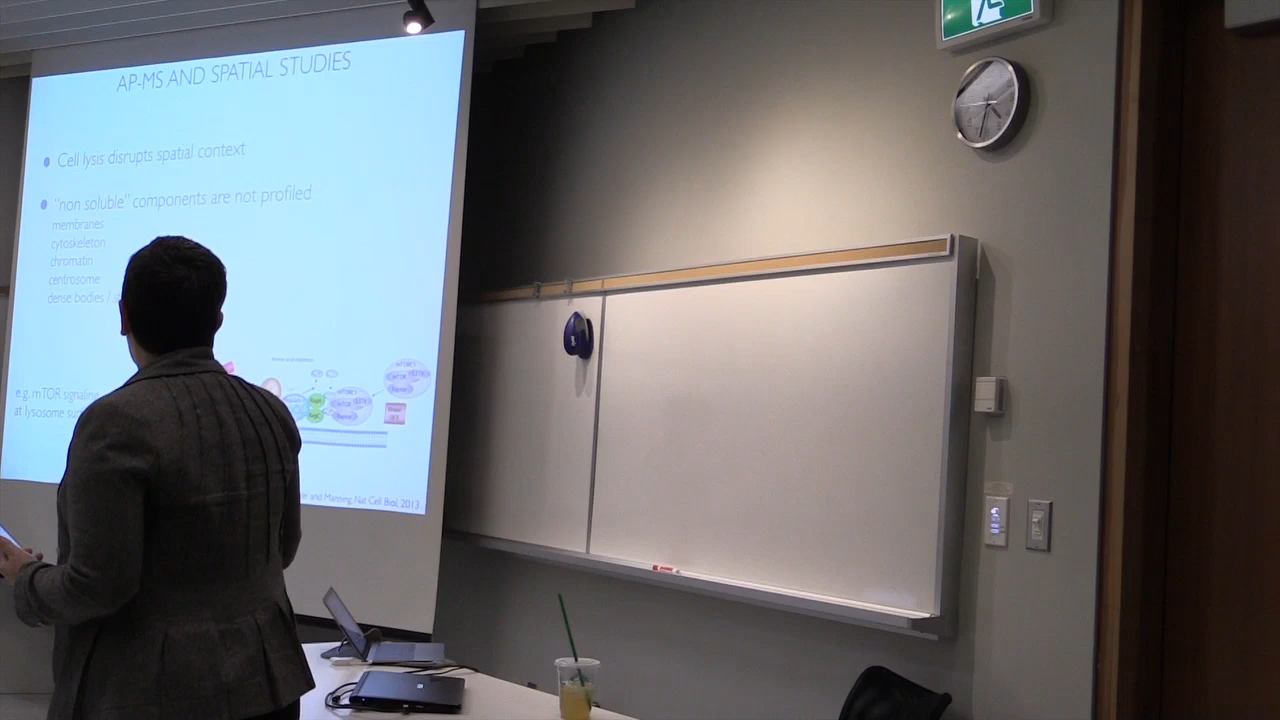 AP-MS AND SPATIAL STUDIES
• Cell lysis disrupts spatial context
• "non soluble" components are not profiled
membranes
cytoskeleton
chromatin
centrosome
dense bodies /
e.g. mTOR signaling
at lysosome
and Manning, Nat Cell Biol, 2013